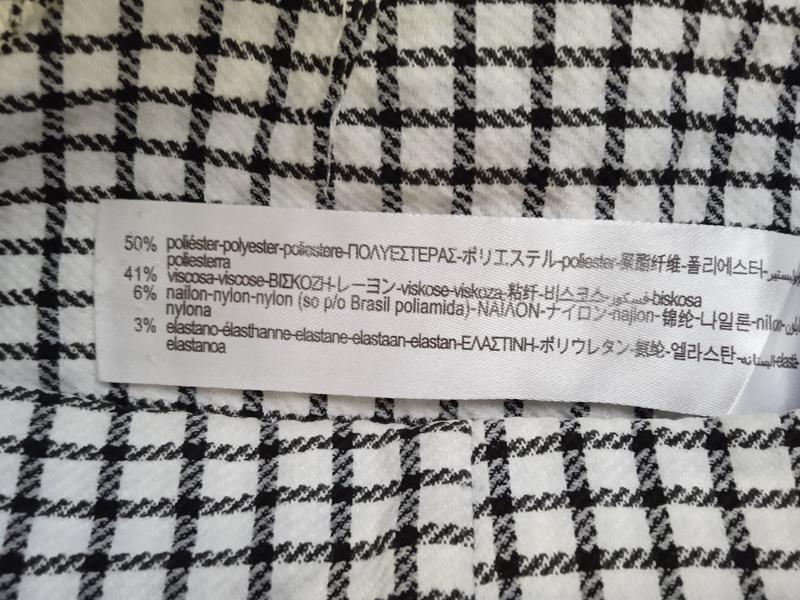 50% poliéster-polyester-poliestere-ΠΟΛΥΕΣΤΕΡΑΣ-ポリエステル-poliester-聚酯纤维-폴리에스터-
poliesterra
41% viscosa-viscose-ΒΙΣΚΟΖΗ-レーヨン-viskose-viskoza-粘纤-비스코스-فسكوز-biskosa
6% nailon-nylon-nylon (so p/o Brasil poliamida)-ΝΑΙΛΟΝ-ナイロン-najlon-锦纶-나일론-
nylona
3% elastano-élasthanne-elastane-elastaan-elastan-ΕΛΑΣΤΙΝΗ-ポリウレタン-氨纶-엘라스탄-
elastanoa